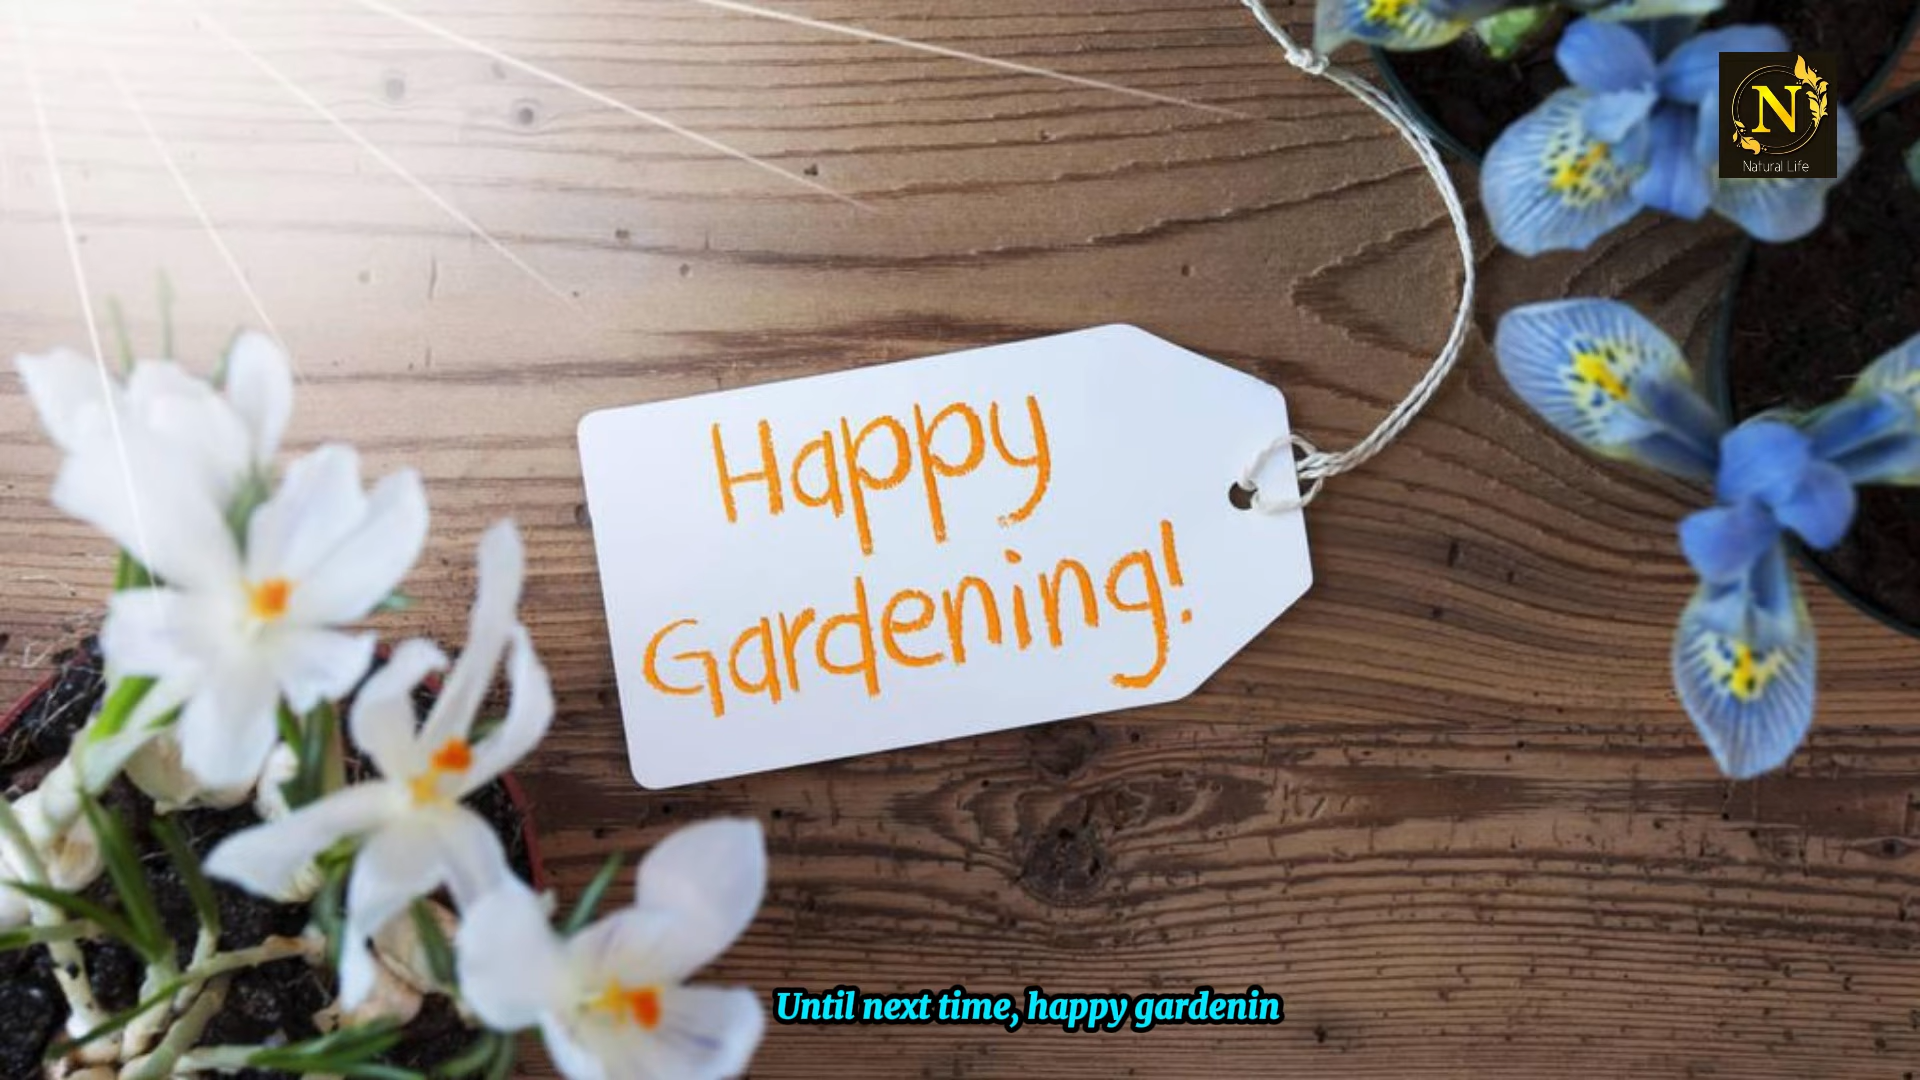 N
Natural Life
Happy
Gardening!
Until next time, happy gardenin